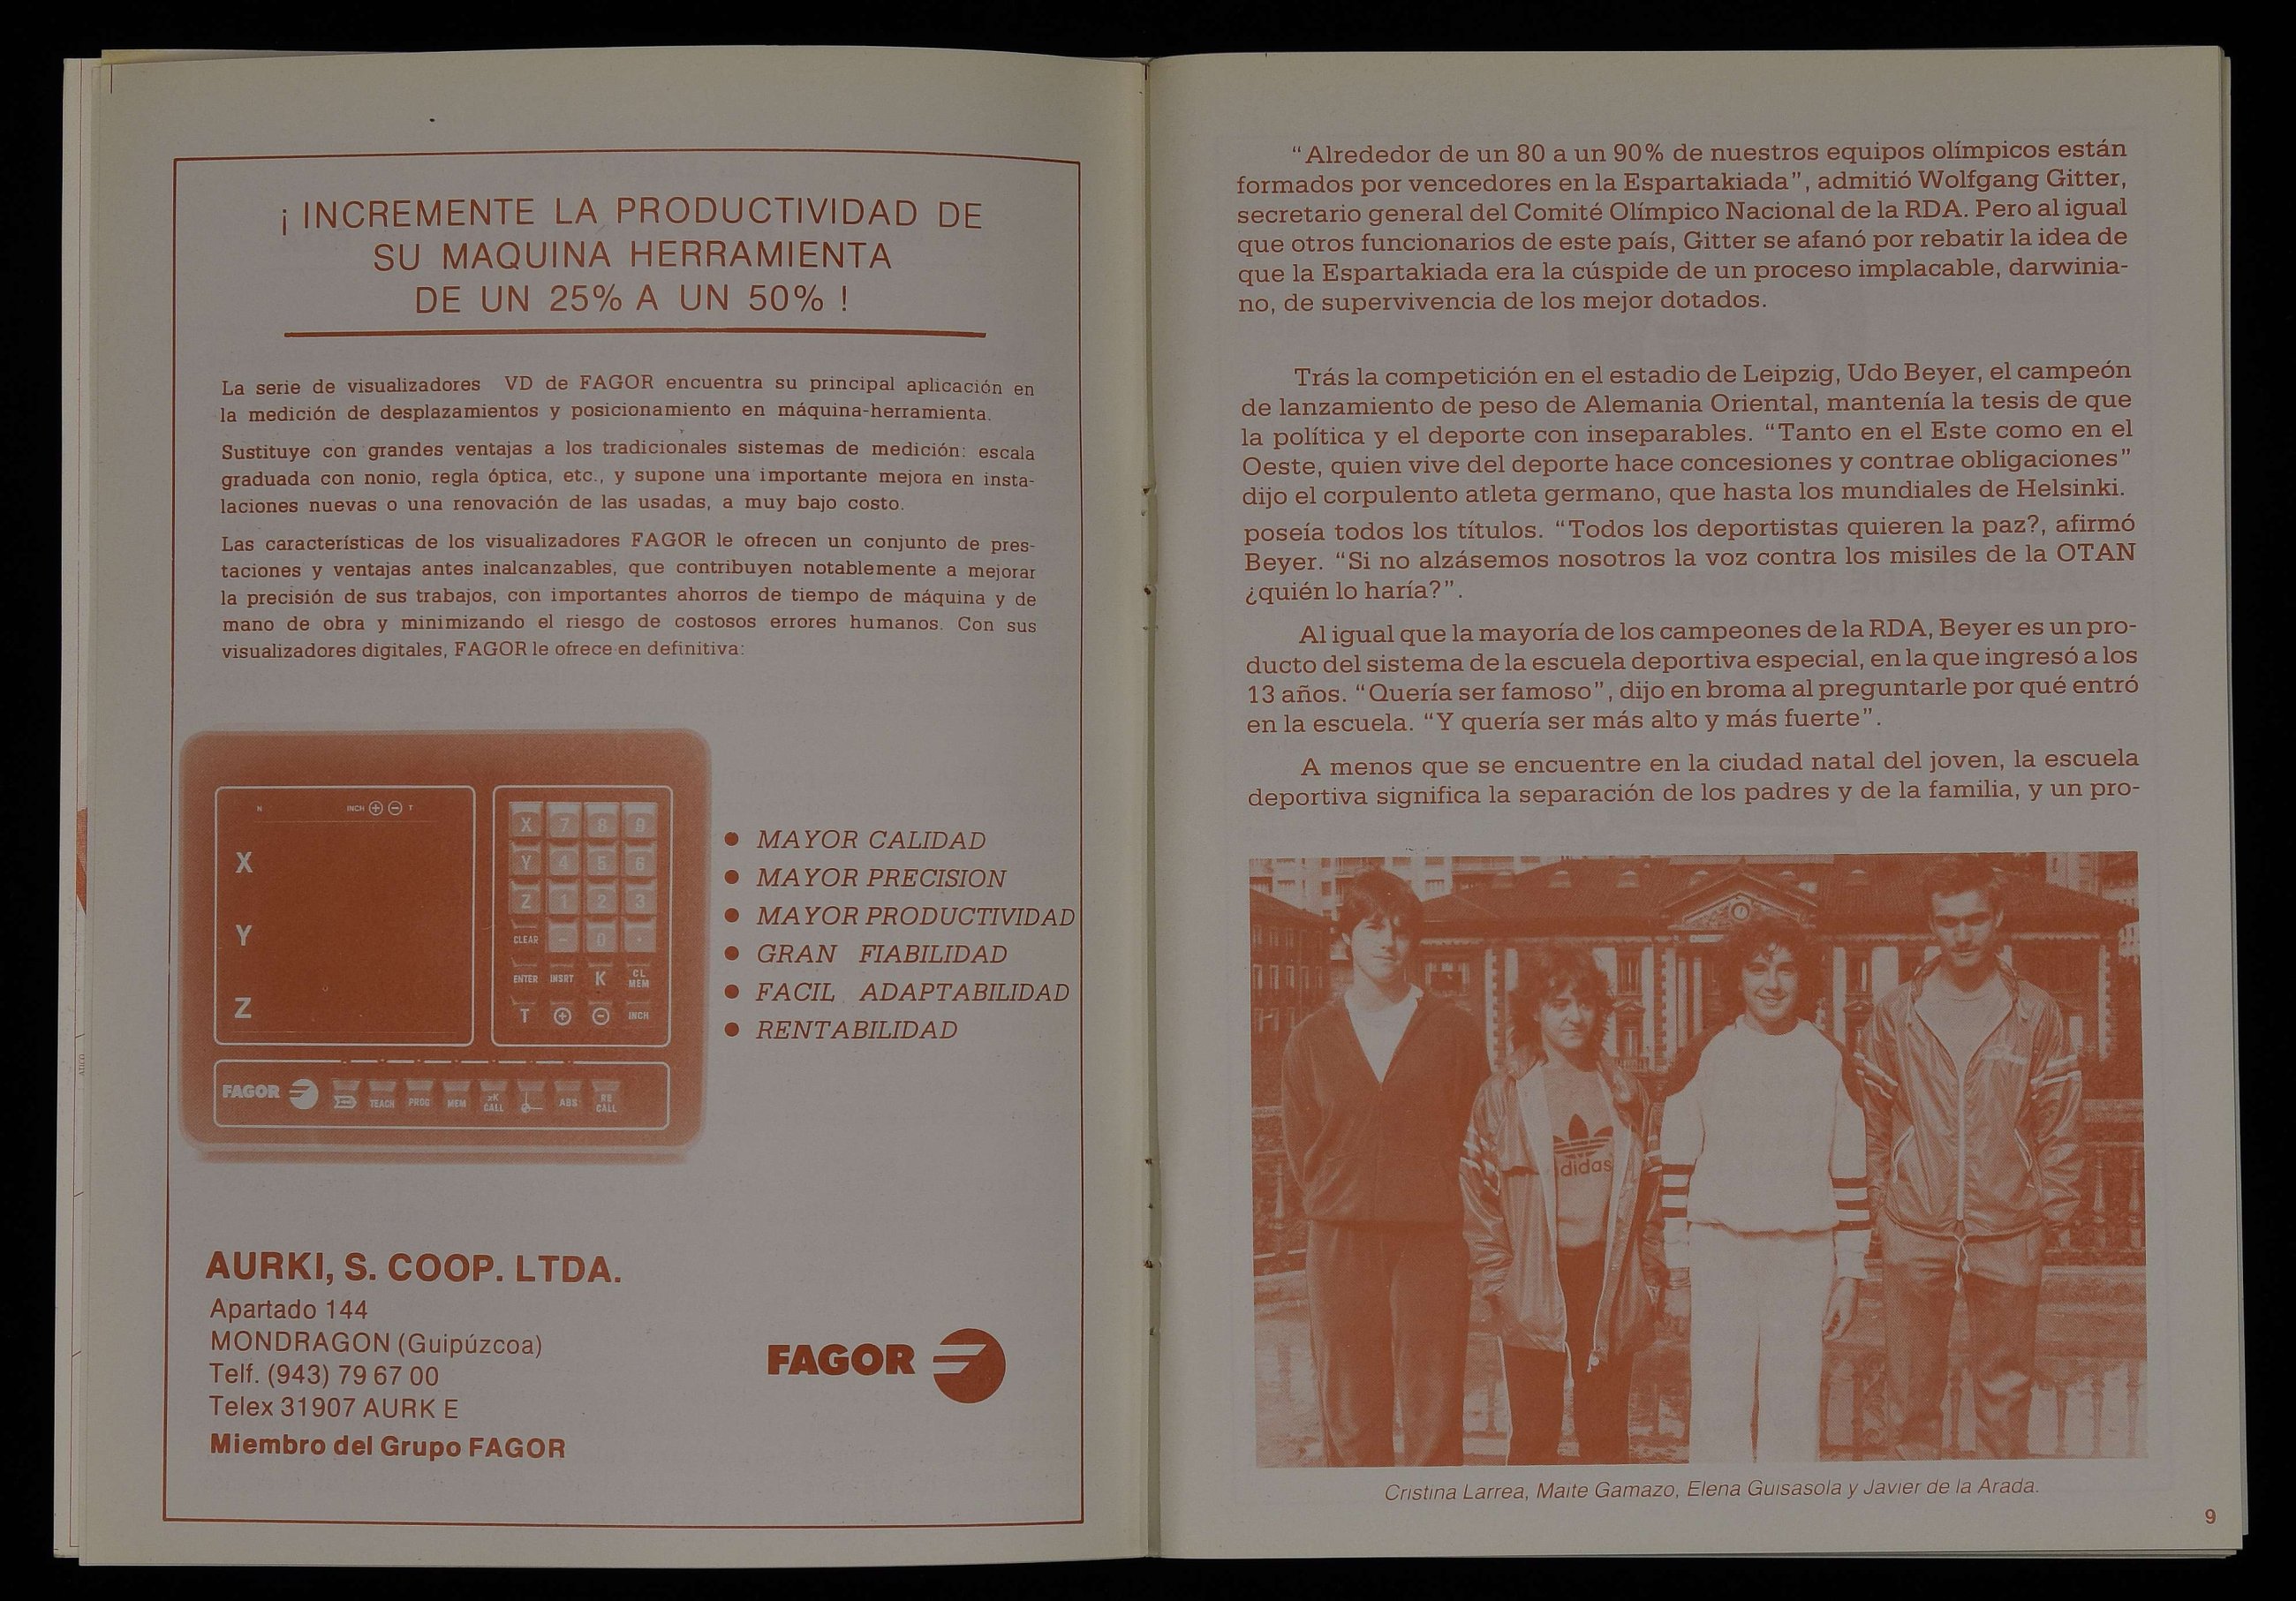 ¡ INCREMENTE LA PRODUCTIVIDAD DE
SU MAQUINA HERRAMIENTA
DE UN 25% A UN 50% !
La serie de visualizadores VD de FAGOR encuentra su principal aplicación en
la medición de desplazamientos y posicionamiento en máquina-herramienta.
Sustituye con grandes ventajas a los tradicionales sistemas de medición: escala
graduada con nonio, regla óptica, etc., y supone una importante mejora en insta-
laciones nuevas o una renovación de las usadas, a muy bajo costo.
Las características de los visualizadores FAGOR le ofrecen un conjunto de pres-
taciones y ventajas antes inalcanzables, que contribuyen notablemente a mejorar
la precisión de sus trabajos, con importantes ahorros de tiempo de máquina y de
mano de obra y minimizando el riesgo de costosos errores humanos. Con sus
visualizadores digitales, FAGOR le ofrece en definitiva:
N INCH + - T
X
Y
Z
X 7 8 9
Y 4 5 6
Z 1 2 3
CLEAR - 0 ·
ENTER INSRT K CL MEM
T + - INCH
FAGOR TEACH PROG MEM ABS
● MAYOR CALIDAD
● MAYOR PRECISION
● MAYOR PRODUCTIVIDAD
● GRAN FIABILIDAD
● FACIL ADAPTABILIDAD
● RENTABILIDAD
AURKI, S. COOP. LTDA.
Apartado 144
MONDRAGON (Guipúzcoa)
Telf. (943) 79 67 00
Telex 31907 AURK E
Miembro del Grupo FAGOR
FAGOR
“Alrededor de un 80 a un 90% de nuestros equipos olímpicos están
formados por vencedores en la Espartakiada”, admitió Wolfgang Gitter,
secretario general del Comité Olímpico Nacional de la RDA. Pero al igual
que otros funcionarios de este país, Gitter se afanó por rebatir la idea de
que la Espartakiada era la cúspide de un proceso implacable, darwinia-
no, de supervivencia de los mejor dotados.
Trás la competición en el estadio de Leipzig, Udo Beyer, el campeón
de lanzamiento de peso de Alemania Oriental, mantenía la tesis de que
la política y el deporte con inseparables. “Tanto en el Este como en el
Oeste, quien vive del deporte hace concesiones y contrae obligaciones”
dijo el corpulento atleta germano, que hasta los mundiales de Helsinki.
poseía todos los títulos. “Todos los deportistas quieren la paz?, afirmó
Beyer. “Si no alzásemos nosotros la voz contra los misiles de la OTAN
¿quién lo haría?”.
Al igual que la mayoría de los campeones de la RDA, Beyer es un pro-
ducto del sistema de la escuela deportiva especial, en la que ingresó a los
13 años. “Quería ser famoso”, dijo en broma al preguntarle por qué entró
en la escuela. “Y quería ser más alto y más fuerte”.
A menos que se encuentre en la ciudad natal del joven, la escuela
deportiva significa la separación de los padres y de la familia, y un pro-
adidas
Cristina Larrea, Maite Gamazo, Elena Guisasola y Javier de la Arada.
9